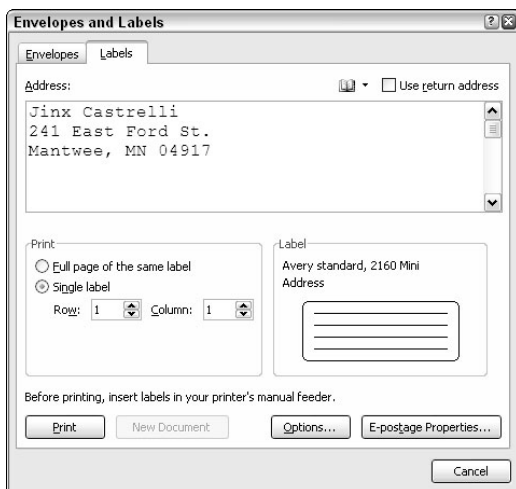 Envelopes and Labels
Envelopes Labels
Address: Use return address
Jinx Castrelli
241 East Ford St.
Mantwee, MN 04917
Print
Full page of the same label
Single label
Row: 1 Column: 1
Label
Avery standard, 2160 Mini
Address
Before printing, insert labels in your printer's manual feeder.
Print New Document Options... E-postage Properties...
Cancel